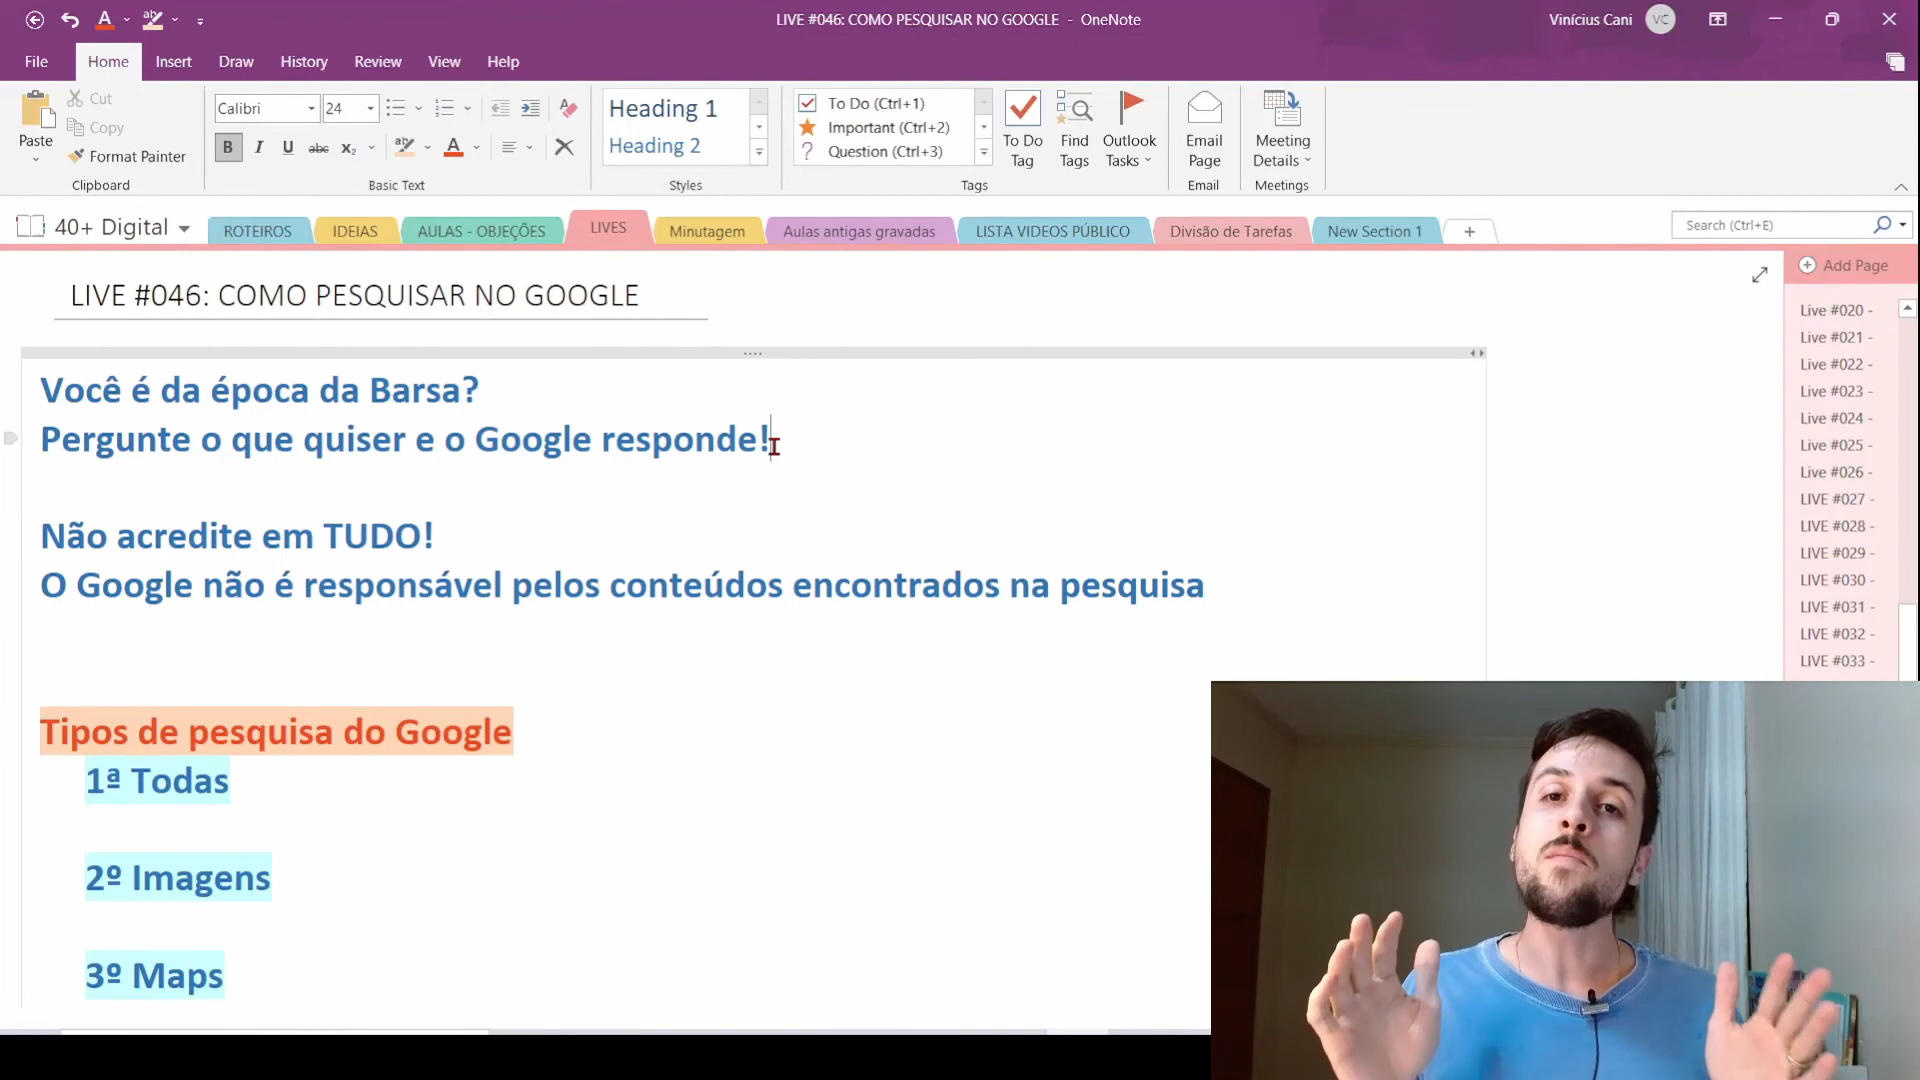 LIVE #046: COMO PESQUISAR NO GOOGLE - OneNote
Vinícius Cani
VC
File
Home
Insert
Draw
History
Review
View
Help
Paste
Cut
Copy
Format Painter
Clipboard
Calibri
24
B
I
U
abc
X₂
A
Basic Text
Heading 1
Heading 2
Styles
To Do (Ctrl+1)
Important (Ctrl+2)
Question (Ctrl+3)
To Do
Tag
Find
Tags
Outlook
Tasks
Tags
Email
Page
Email
Meeting
Details
Meetings
40+ Digital
ROTEIROS
IDEIAS
AULAS - OBJEÇÕES
LIVES
Minutagem
Aulas antigas gravadas
LISTA VIDEOS PÚBLICO
Divisão de Tarefas
New Section 1
+
Search (Ctrl+E)
LIVE #046: COMO PESQUISAR NO GOOGLE
Você é da época da Barsa?
Pergunte o que quiser e o Google responde!
Não acredite em TUDO!
O Google não é responsável pelos conteúdos encontrados na pesquisa
Tipos de pesquisa do Google
1ª Todas
2º Imagens
3º Maps
Add Page
Live #020 -
Live #021 -
Live #022 -
Live #023 -
Live #024 -
Live #025 -
Live #026 -
LIVE #027 -
LIVE #028 -
LIVE #029 -
LIVE #030 -
LIVE #031 -
LIVE #032 -
LIVE #033 -